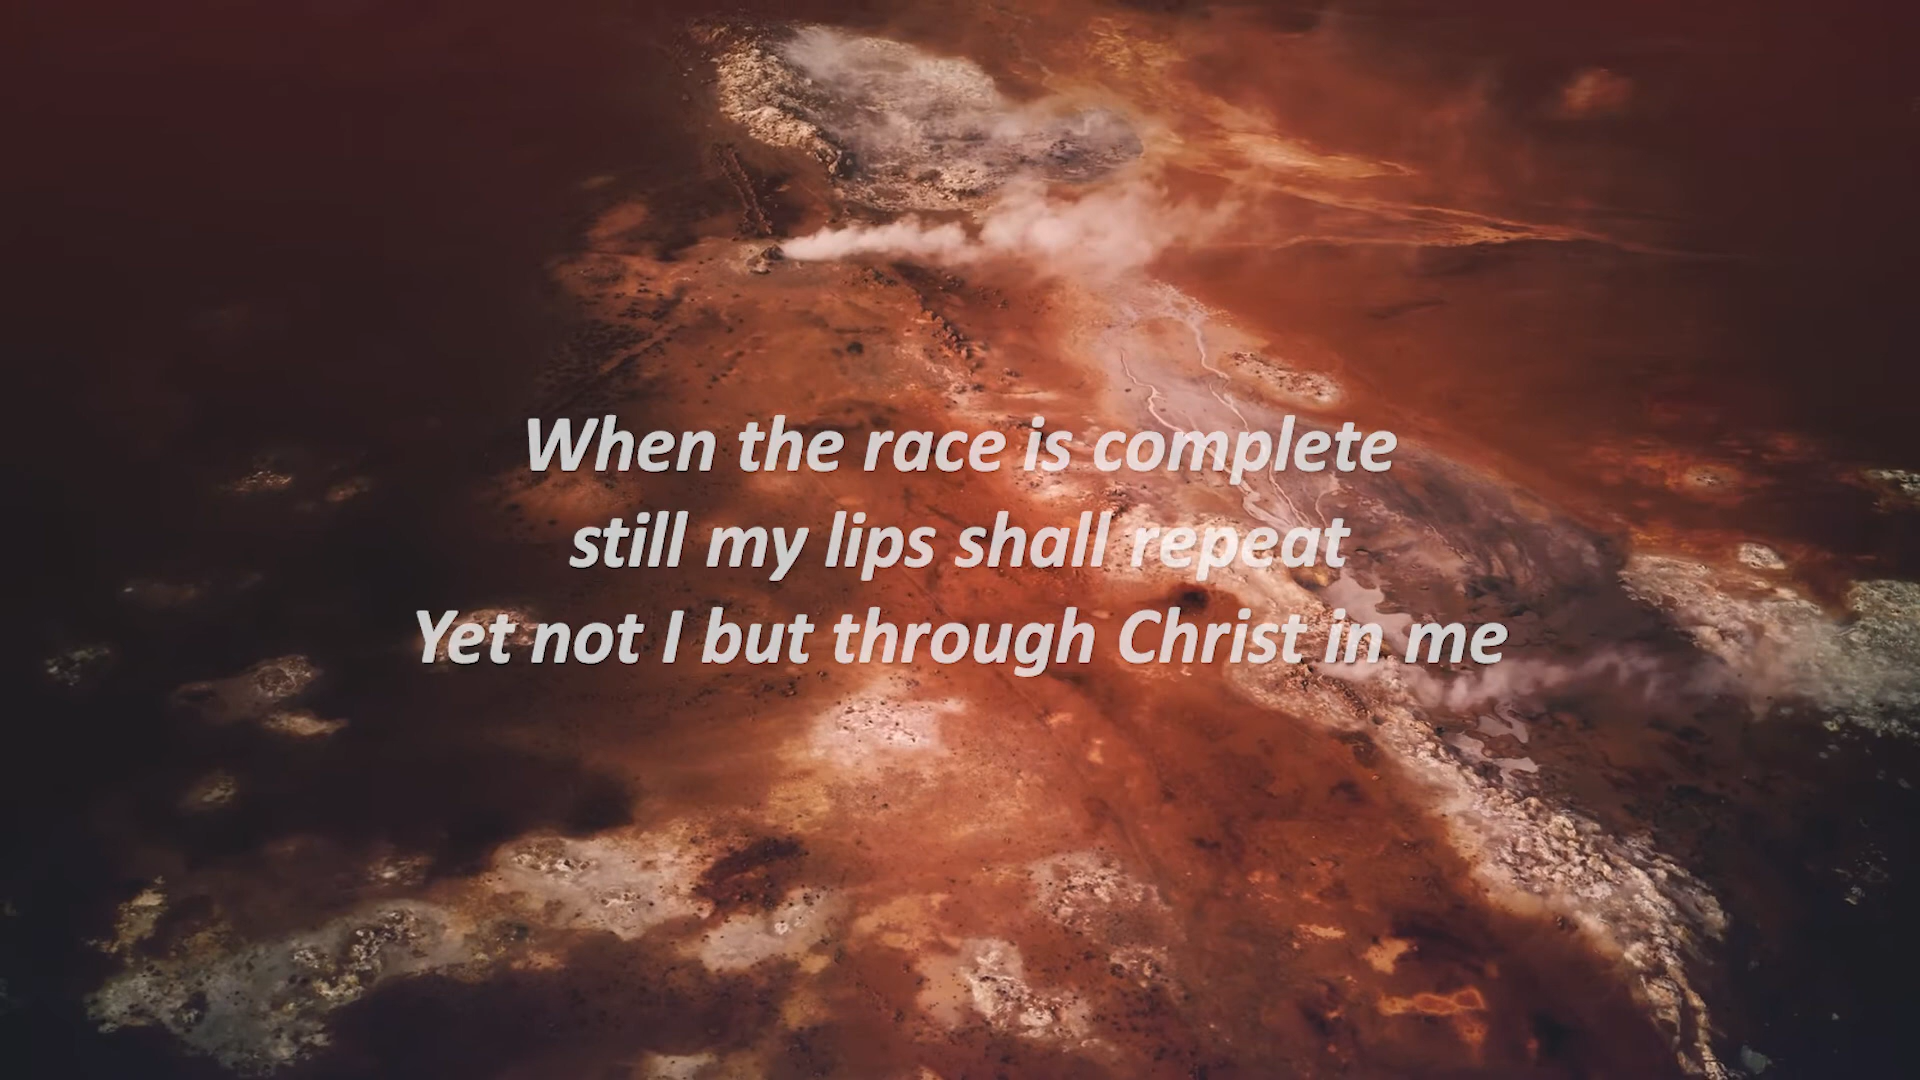 When the race is complete
still my lips shall repeat
Yet not I but through Christ in me